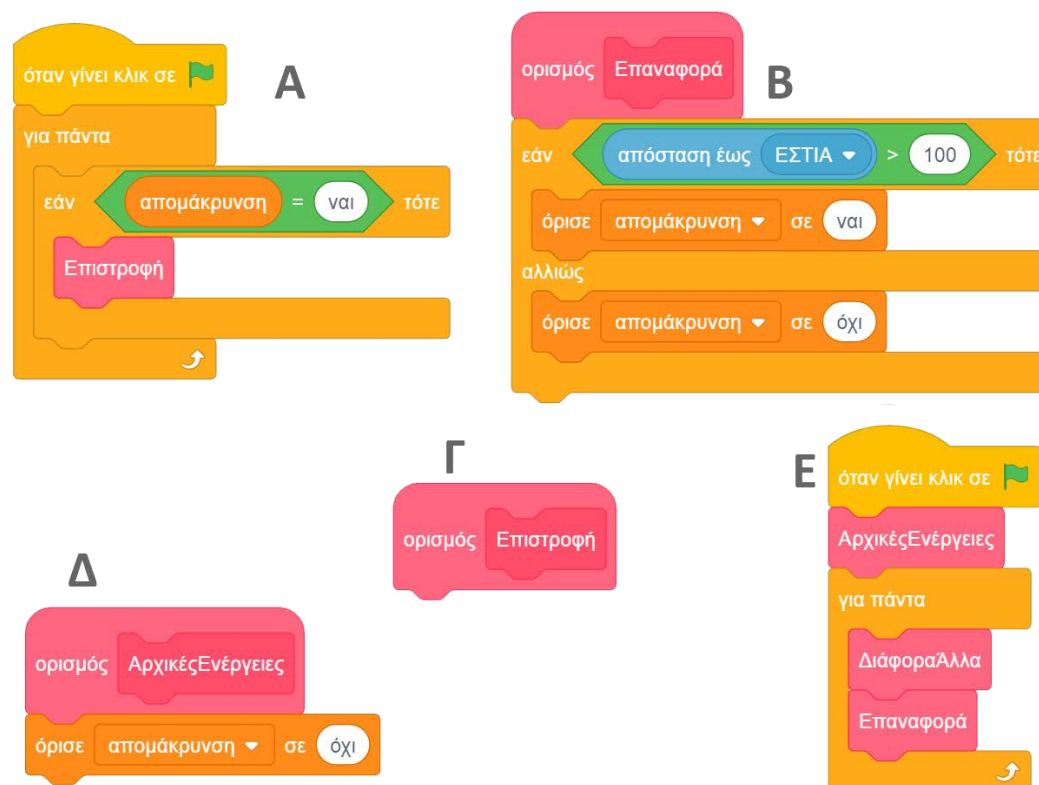 Α
όταν γίνει κλικ σε
για πάντα
εάν απομάκρυνση = ναι τότε
Επιστροφή
Β
ορισμός Επαναφορά
εάν απόσταση έως ΕΣΤΙΑ > 100 τότε
όρισε απομάκρυνση σε ναι
αλλιώς
όρισε απομάκρυνση σε όχι
Γ
ορισμός Επιστροφή
Δ
ορισμός ΑρχικέςΕνέργειες
όρισε απομάκρυνση σε όχι
Ε
όταν γίνει κλικ σε
ΑρχικέςΕνέργειες
για πάντα
ΔιάφοραΆλλα
Επαναφορά